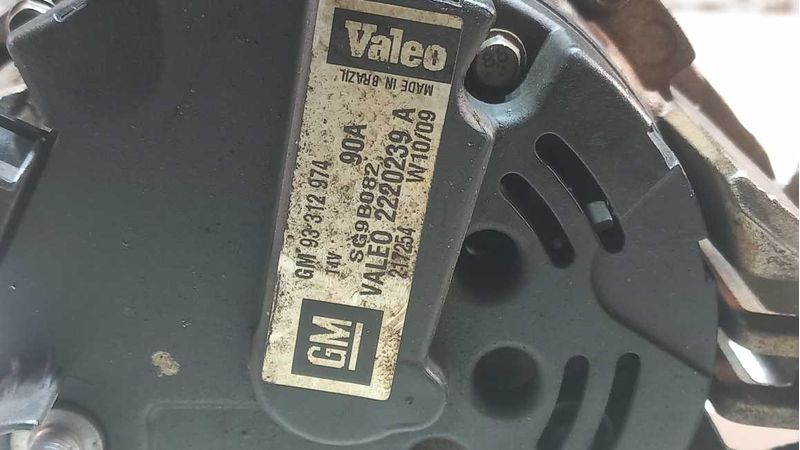 Valeo
MADE IN BRAZIL
GM 93 312 974
14V 90A
SG9B082
VALEO 2220239 A
217254 W10/09
GM